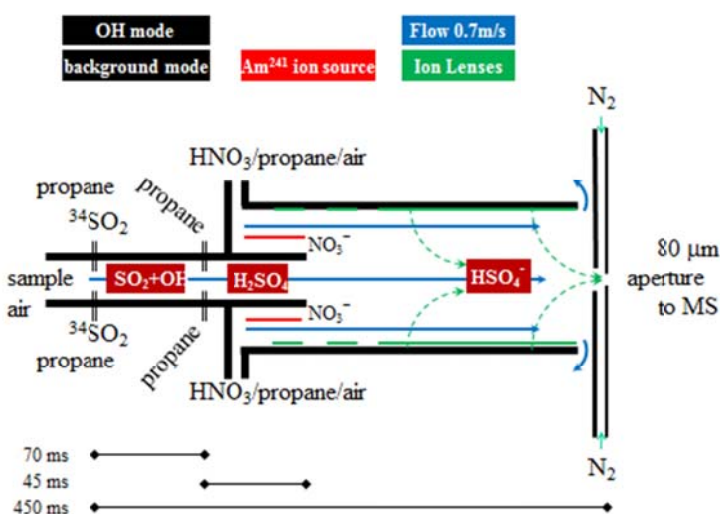 OH mode
Flow 0.7m/s
background mode
Am²⁴¹ ion source
Ion Lenses
N₂
HNO₃/propane/air
propane
propane
³⁴SO₂
NO₃⁻
80 μm
sample
SO₂+OH
H₂SO₄
HSO₄⁻
aperture
air
to MS
NO₃⁻
³⁴SO₂
propane
propane
HNO₃/propane/air
70 ms
45 ms
N₂
450 ms